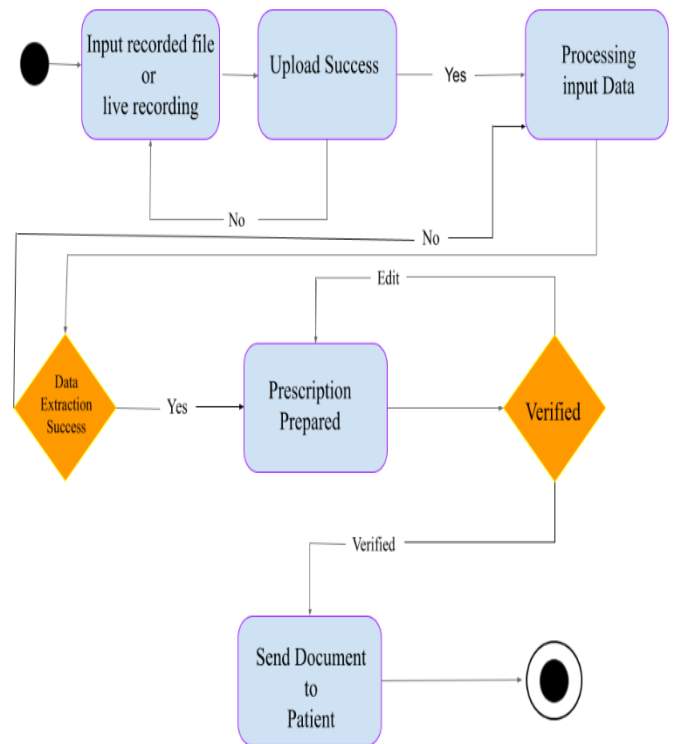 Input recorded file
or
live recording
Upload Success
Yes
Processing
input Data
No
No
Edit
Data
Extraction
Success
Yes
Prescription
Prepared
Verified
Verified
Send Document
to
Patient